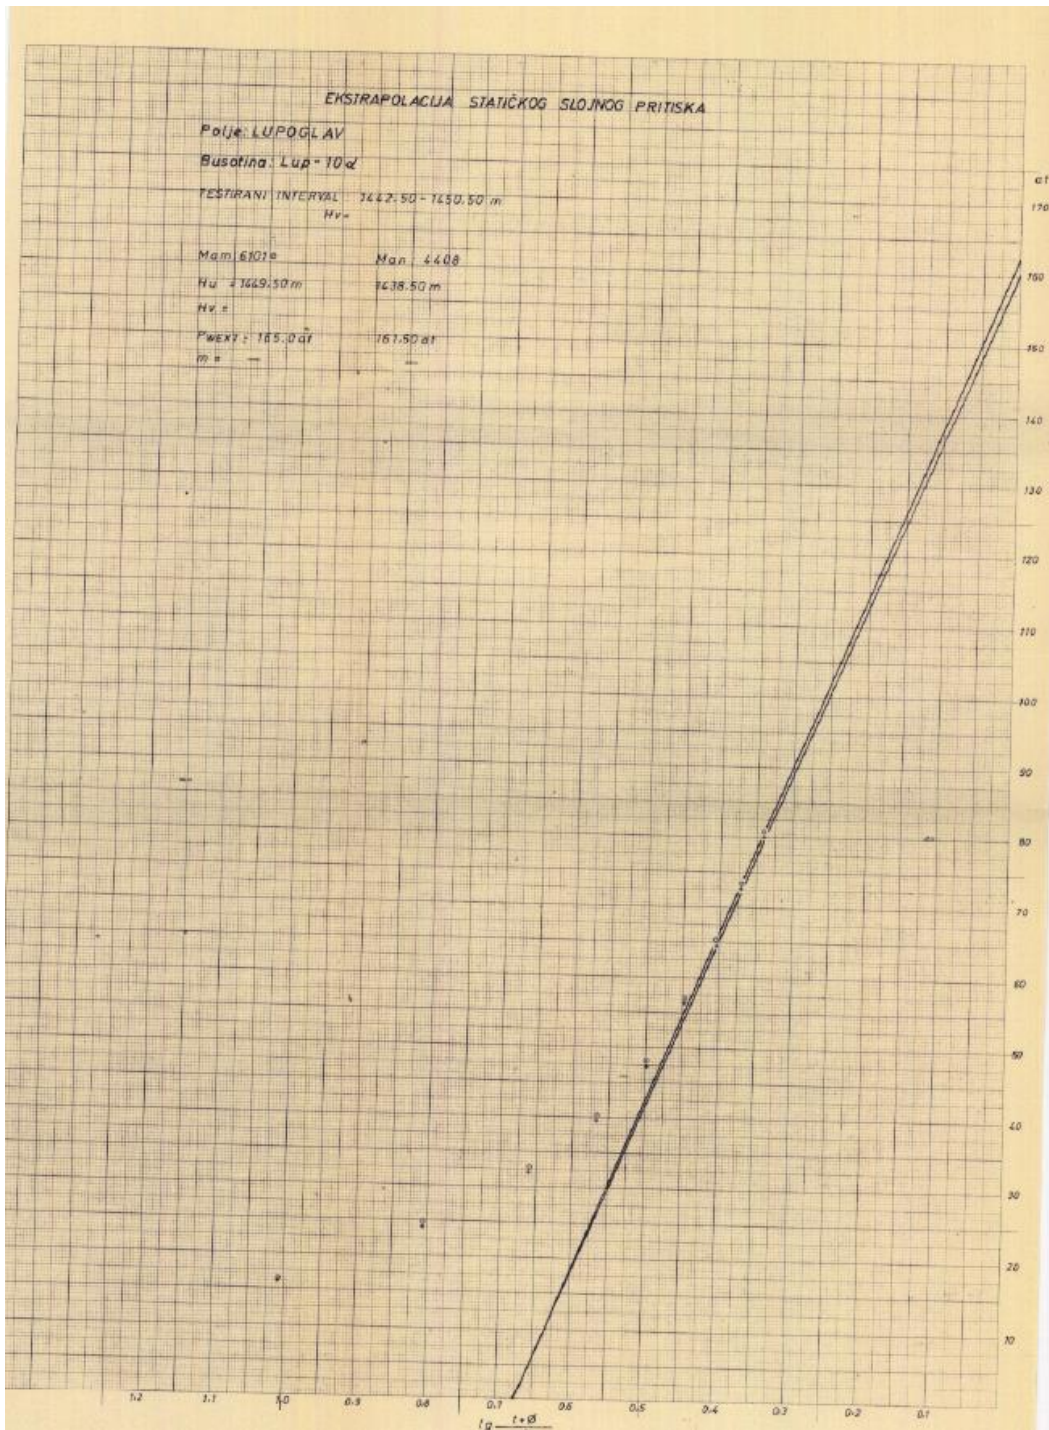 EKSTRAPOLACIJA STATIČKOG SLOJNOG PRITISKA
Polje: LUPOGLAV
Busotina: Lup-10α
TESTIRANI INTERVAL 1442.50-1450.50 m
Hv=
Mam 6101a Man. 4408
Hu = 1449.50 m 1438.50 m
Hv =
PWEXT = 165.0 at 161.50 at
m = — —
at
170
160
150
140
130
120
110
100
90
80
70
60
50
40
30
20
10
1.2 1.1 1.0 0.9 0.8 0.7 0.6 0.5 0.4 0.3 0.2 0.1
lg t+Ø